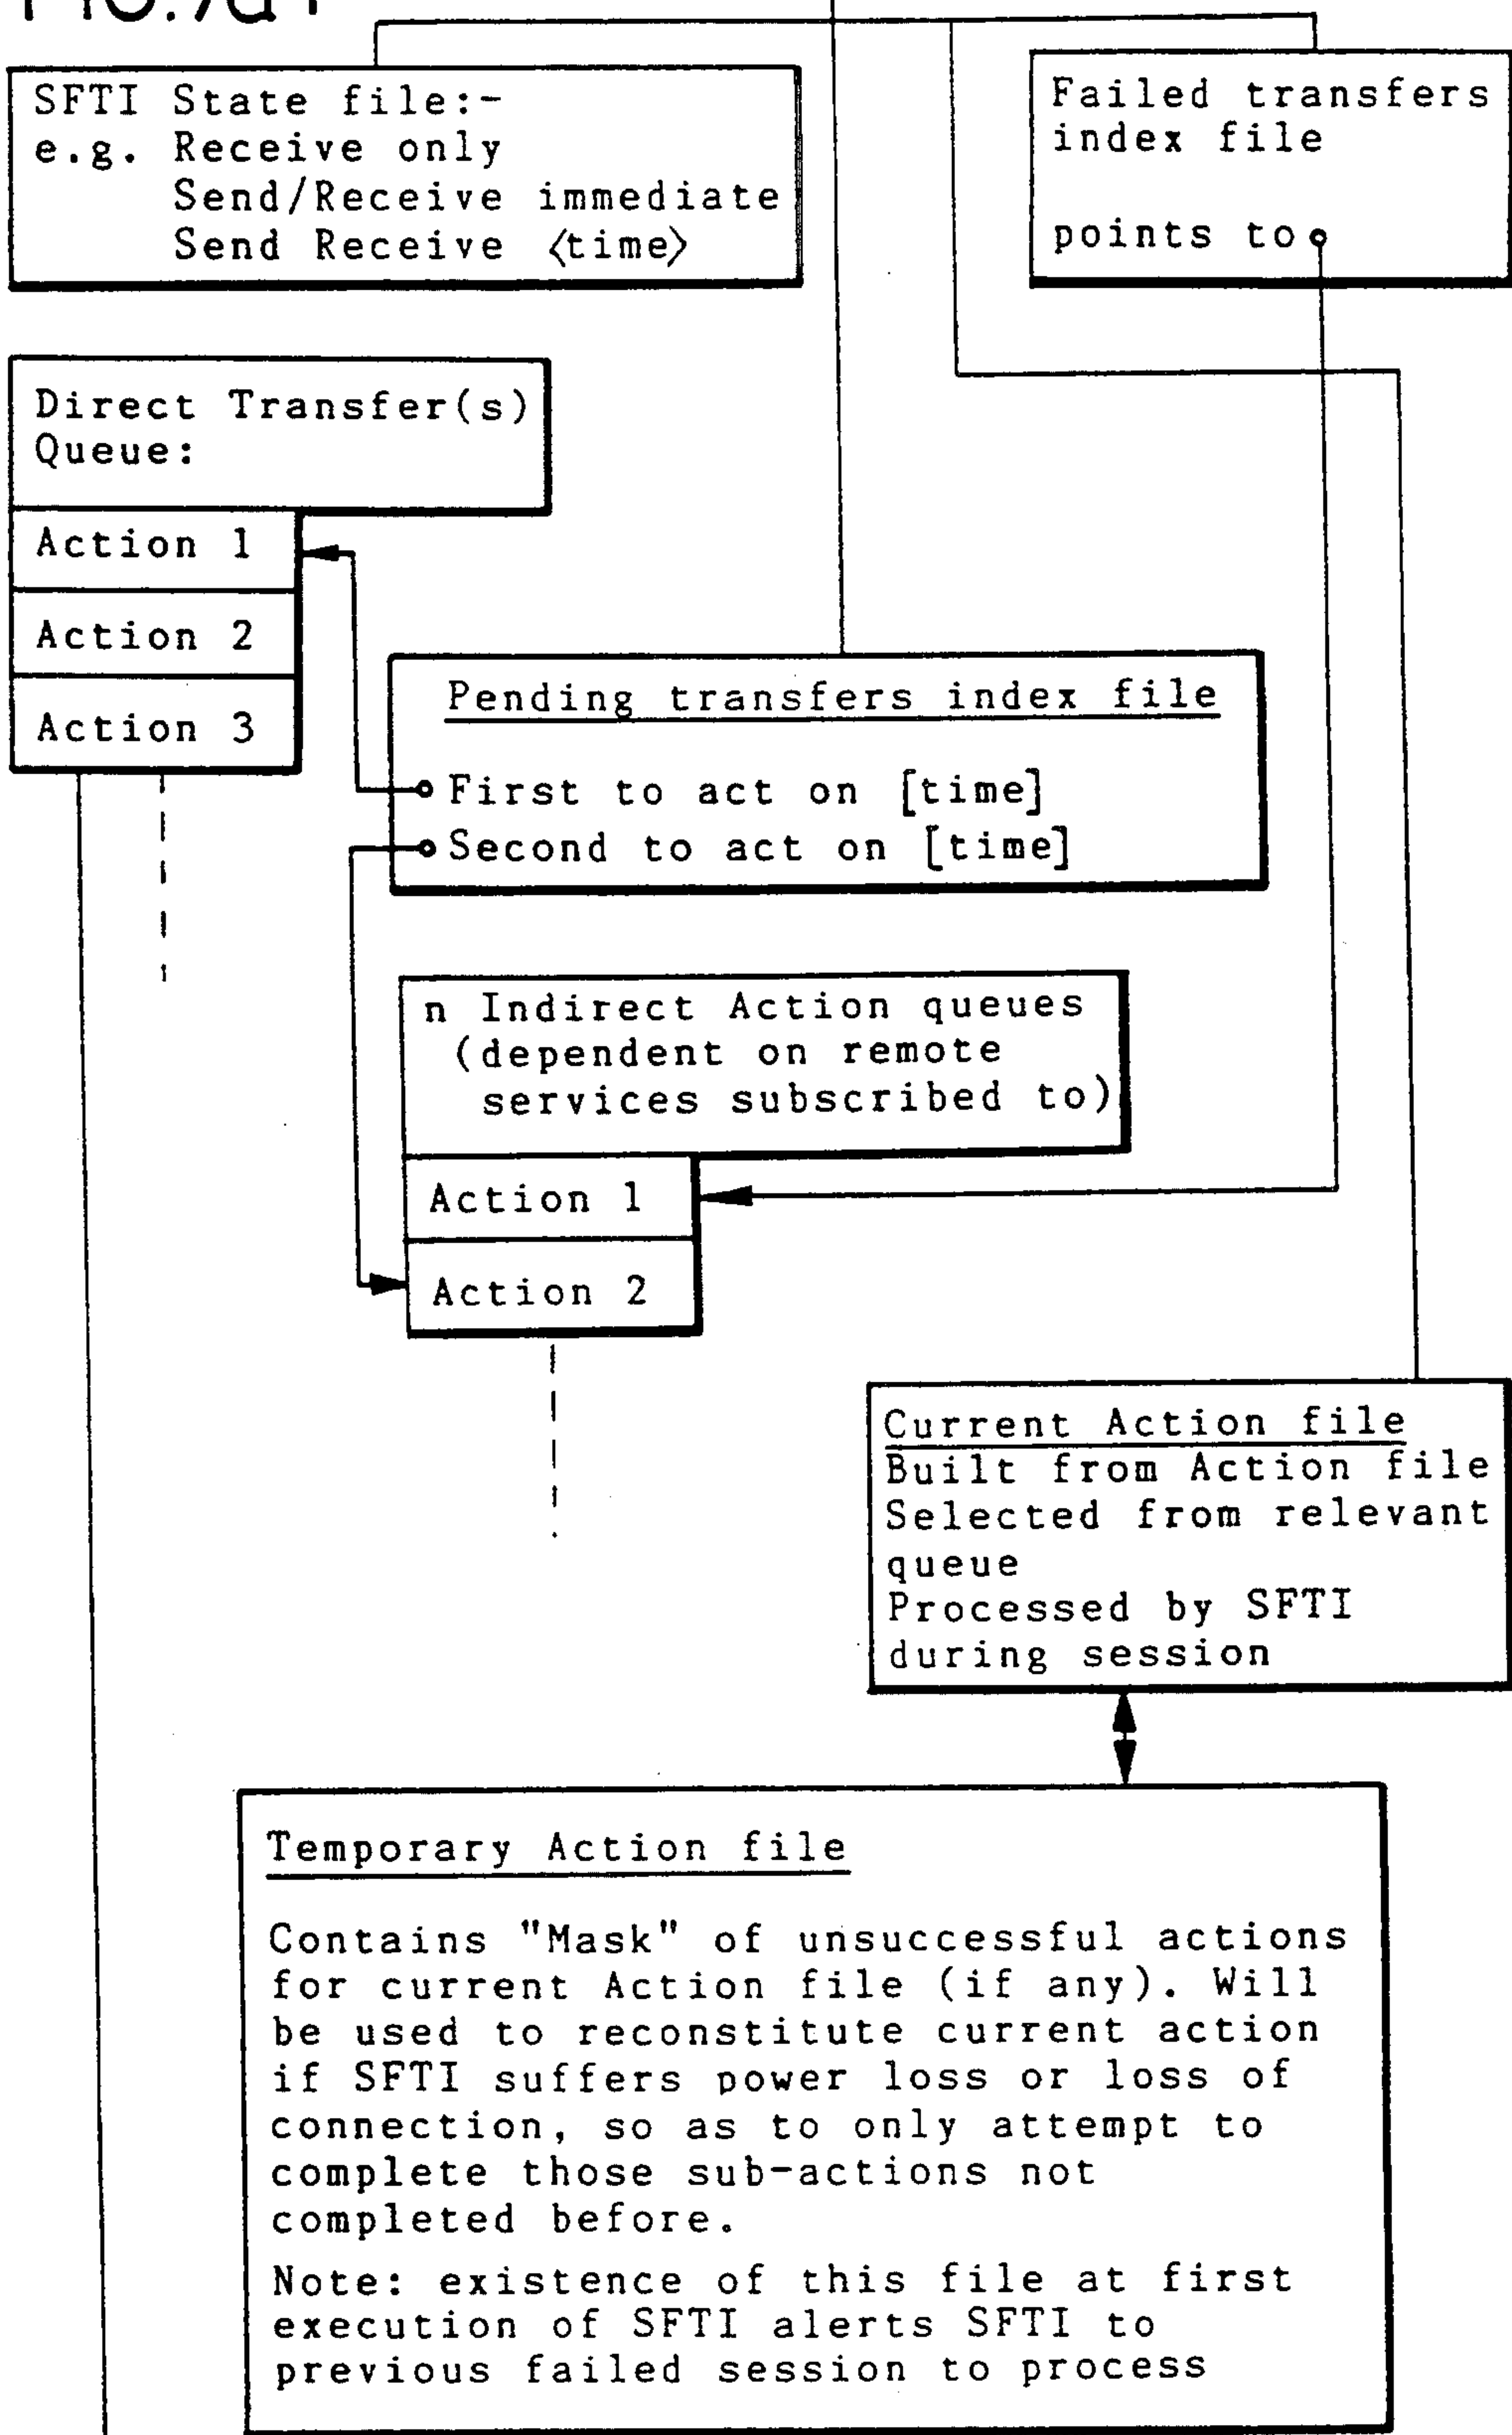 SFTI State file:-
e.g. Receive only
Send/Receive immediate
Send Receive ⟨time⟩
Failed transfers
index file
points to
Direct Transfer(s)
Queue:
Action 1
Action 2
Action 3
Pending transfers index file
First to act on [time]
Second to act on [time]
n Indirect Action queues
(dependent on remote
services subscribed to)
Action 1
Action 2
Current Action file
Built from Action file
Selected from relevant
queue
Processed by SFTI
during session
Temporary Action file
Contains "Mask" of unsuccessful actions
for current Action file (if any). Will
be used to reconstitute current action
if SFTI suffers power loss or loss of
connection, so as to only attempt to
complete those sub-actions not
completed before.
Note: existence of this file at first
execution of SFTI alerts SFTI to
previous failed session to process